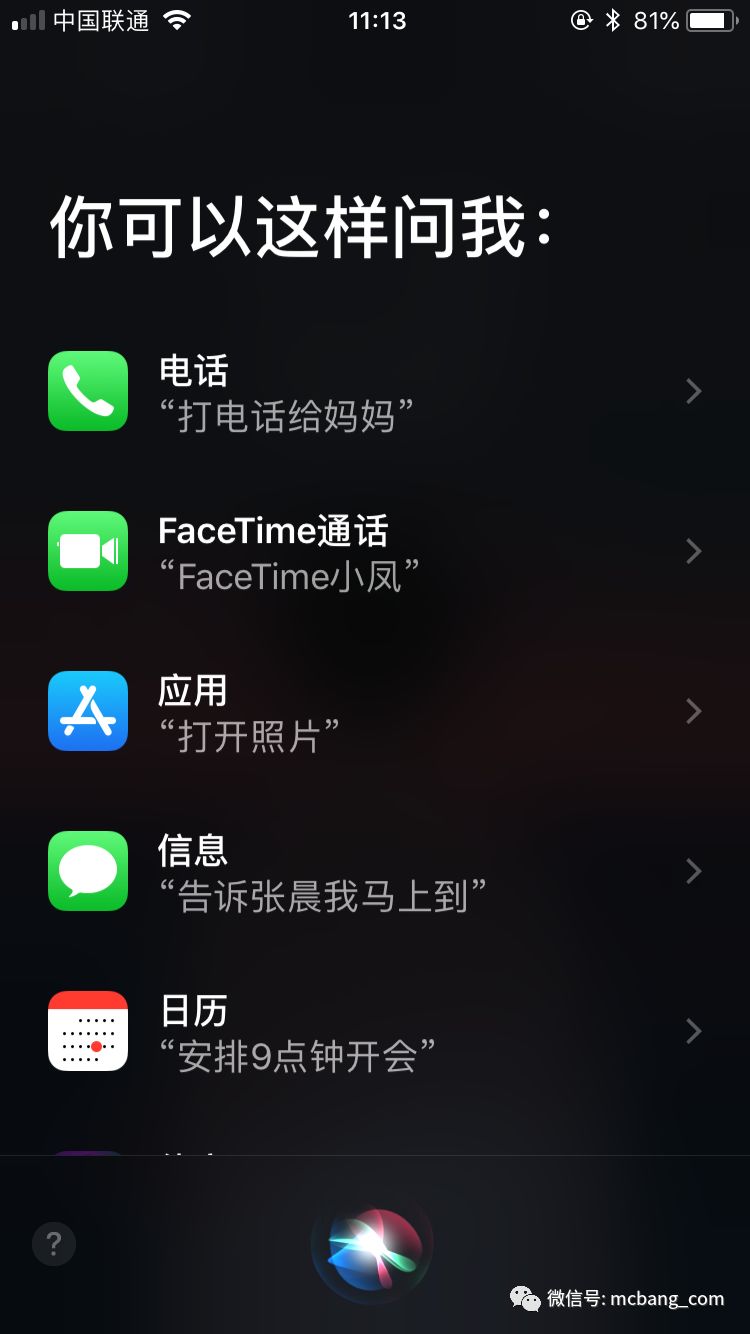 中国联通 11:13 81%
你可以这样问我：
电话
“打电话给妈妈”
FaceTime通话
“FaceTime小凤”
应用
“打开照片”
信息
“告诉张晨我马上到”
日历
“安排9点钟开会”
?
微信号: mcbang_com